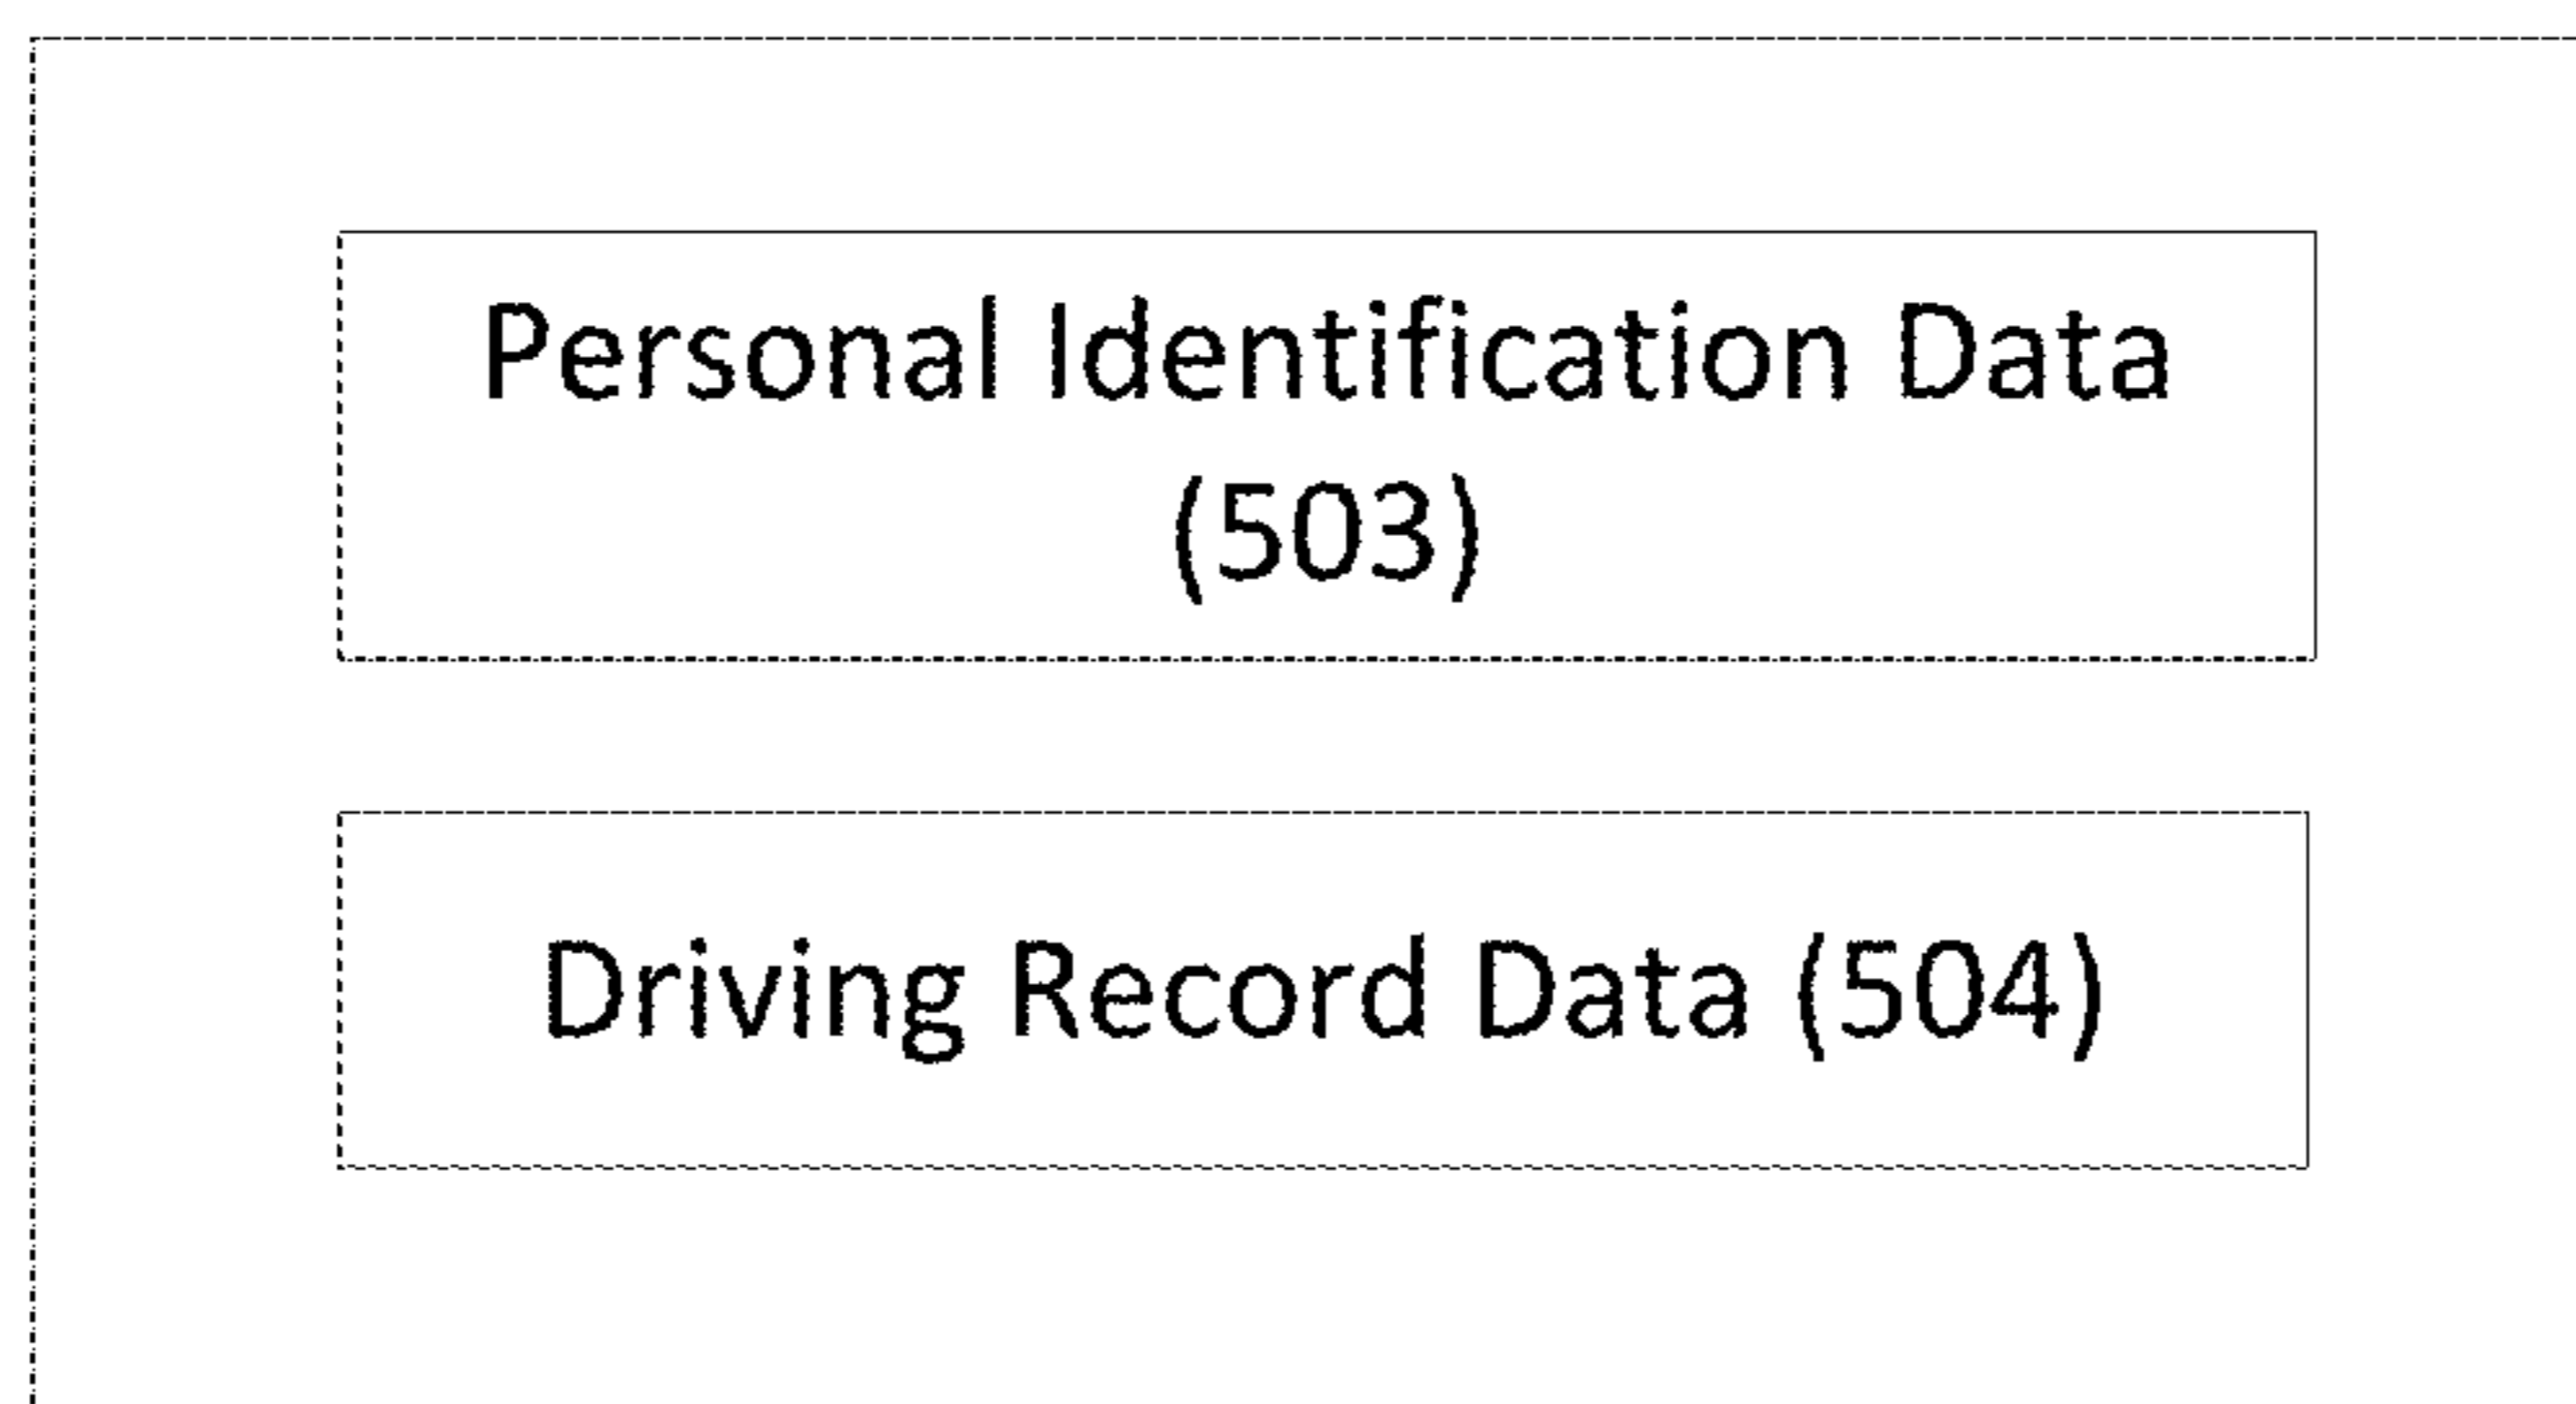 Personal Identification Data
(503)
Driving Record Data (504)